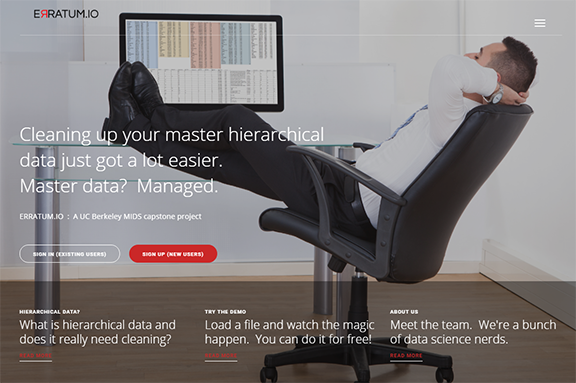 EЯRATUM.IO
Cleaning up your master hierarchical
data just got a lot easier.
Master data?  Managed.
ERRATUM.IO  :  A UC Berkeley MIDS capstone project
SIGN IN (EXISTING USERS)
SIGN UP (NEW USERS)
HIERARCHICAL DATA?
What is hierarchical data and
does it really need cleaning?
READ MORE
TRY THE DEMO
Load a file and watch the magic
happen.  You can do it for free!
READ MORE
ABOUT US
Meet the team.  We're a bunch
of data science nerds.
READ MORE